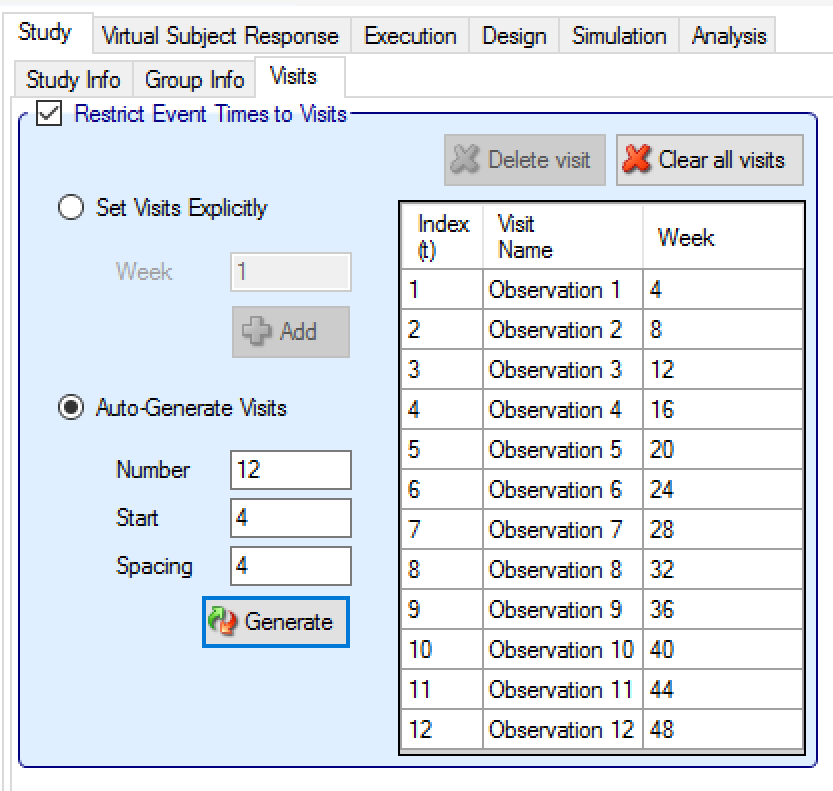 Study Virtual Subject Response Execution Design Simulation Analysis
Study Info Group Info Visits
Restrict Event Times to Visits
Delete visit Clear all visits
Set Visits Explicitly
Week 1
Add
Auto-Generate Visits
Number 12
Start 4
Spacing 4
Generate
Index (t) Visit Name Week
1 Observation 1 4
2 Observation 2 8
3 Observation 3 12
4 Observation 4 16
5 Observation 5 20
6 Observation 6 24
7 Observation 7 28
8 Observation 8 32
9 Observation 9 36
10 Observation 10 40
11 Observation 11 44
12 Observation 12 48